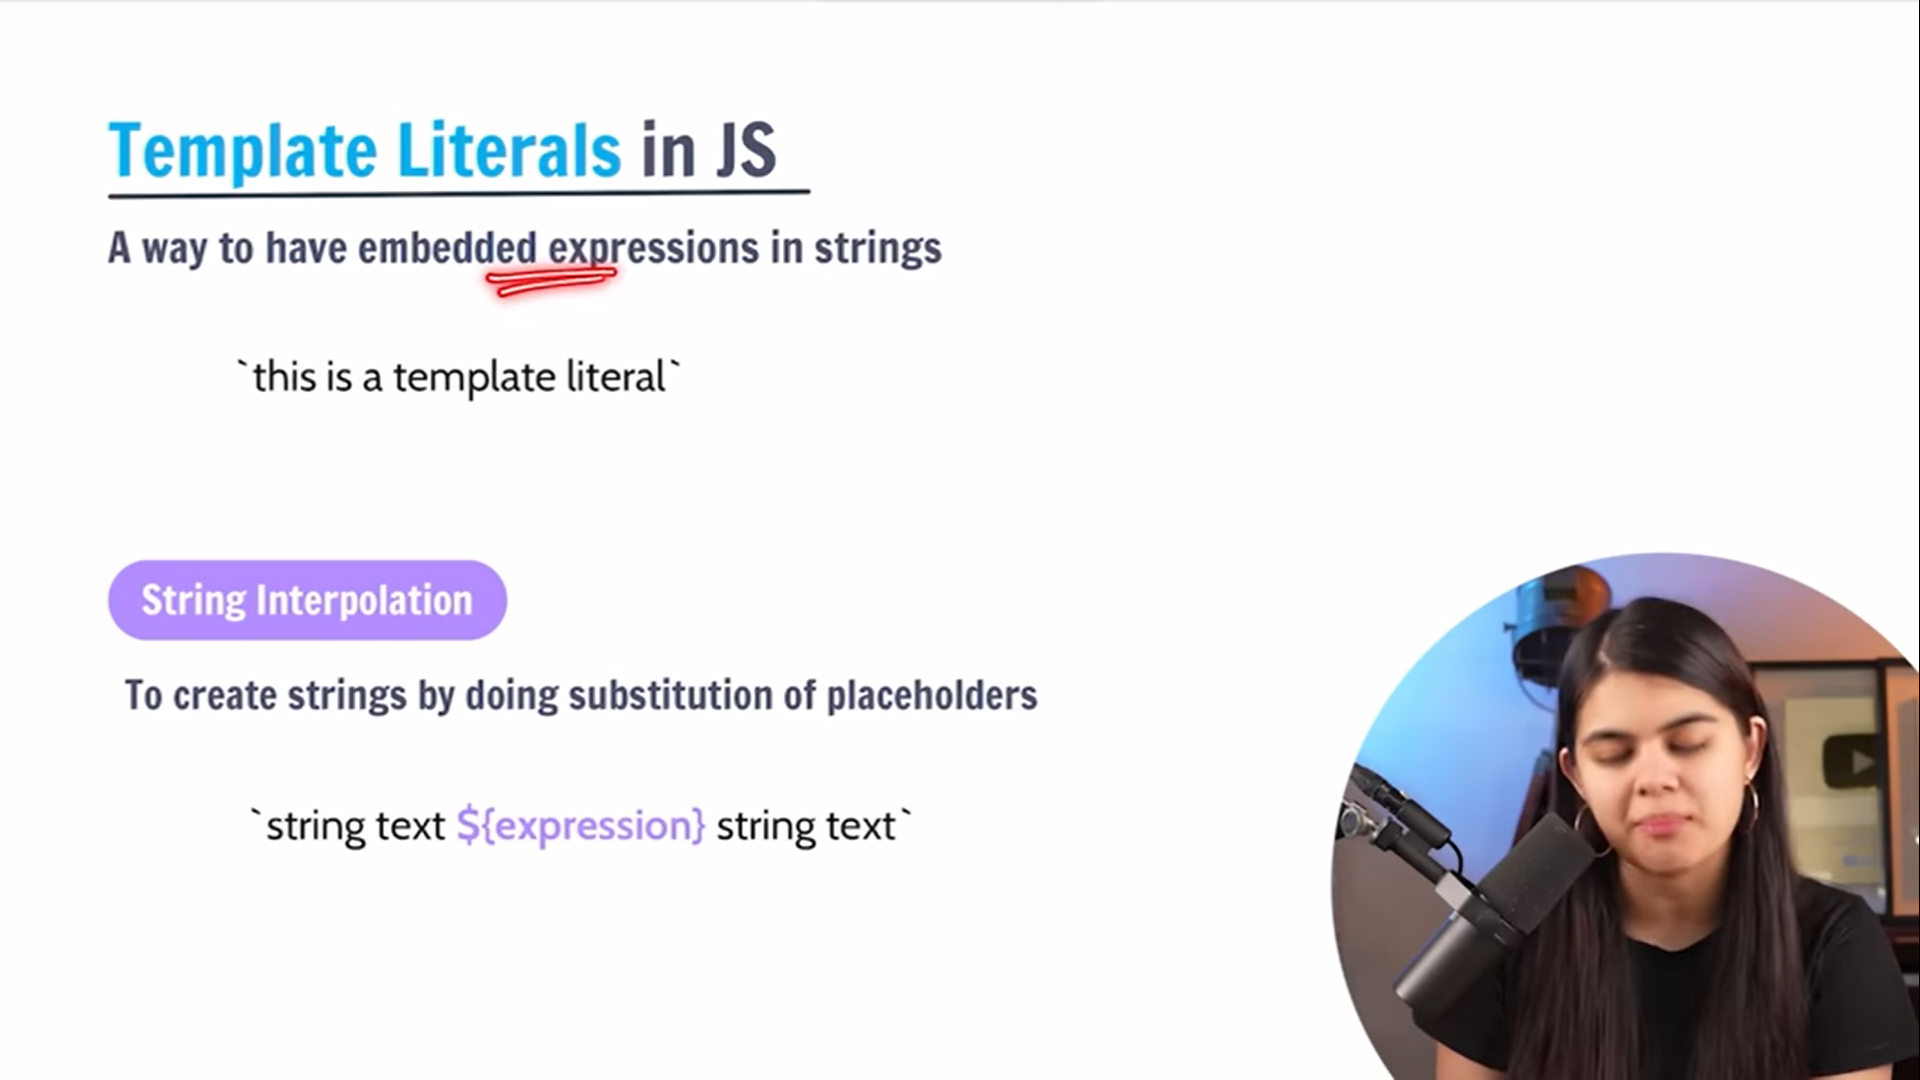 Template Literals in JS
A way to have embedded expressions in strings
`this is a template literal`
String Interpolation
To create strings by doing substitution of placeholders
`string text ${expression} string text`